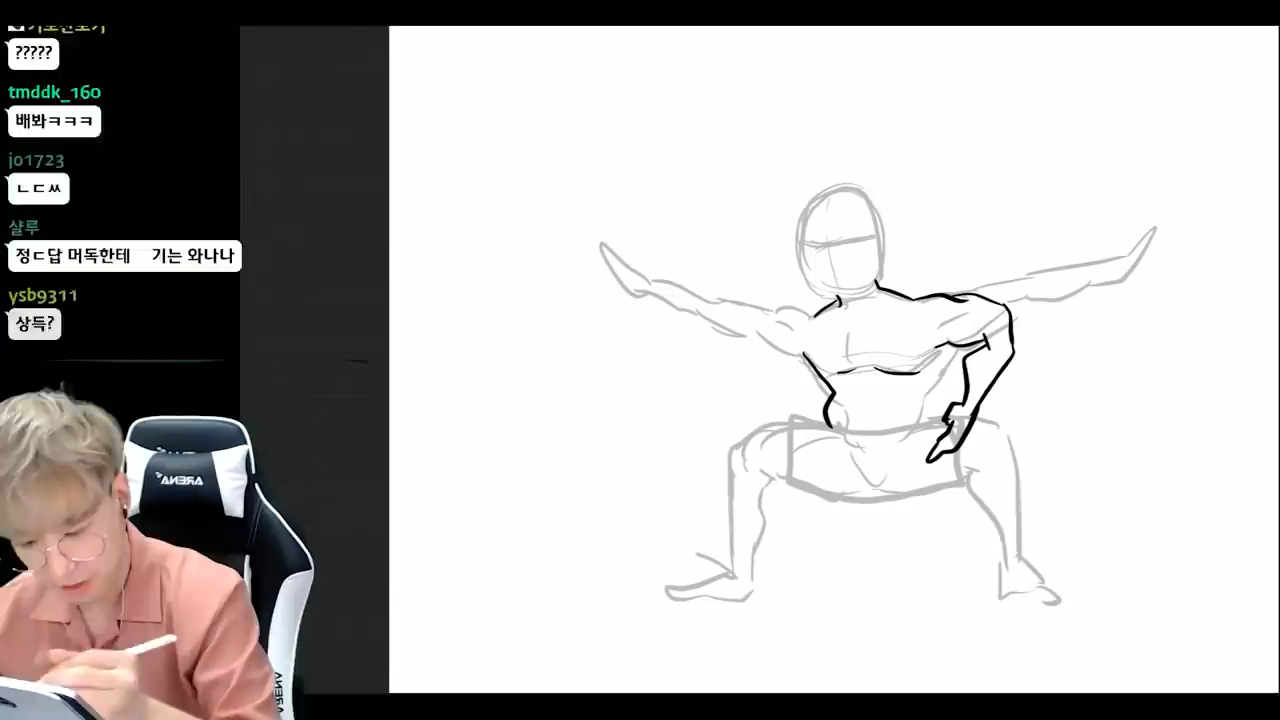 ?????
tmddk_160
배봐ㅋㅋㅋ
jo1723
ㄴㄷㅆ
샬루
정ㄷ답 머독한테 기는 와나나
ysb9311
상득?
ARENA